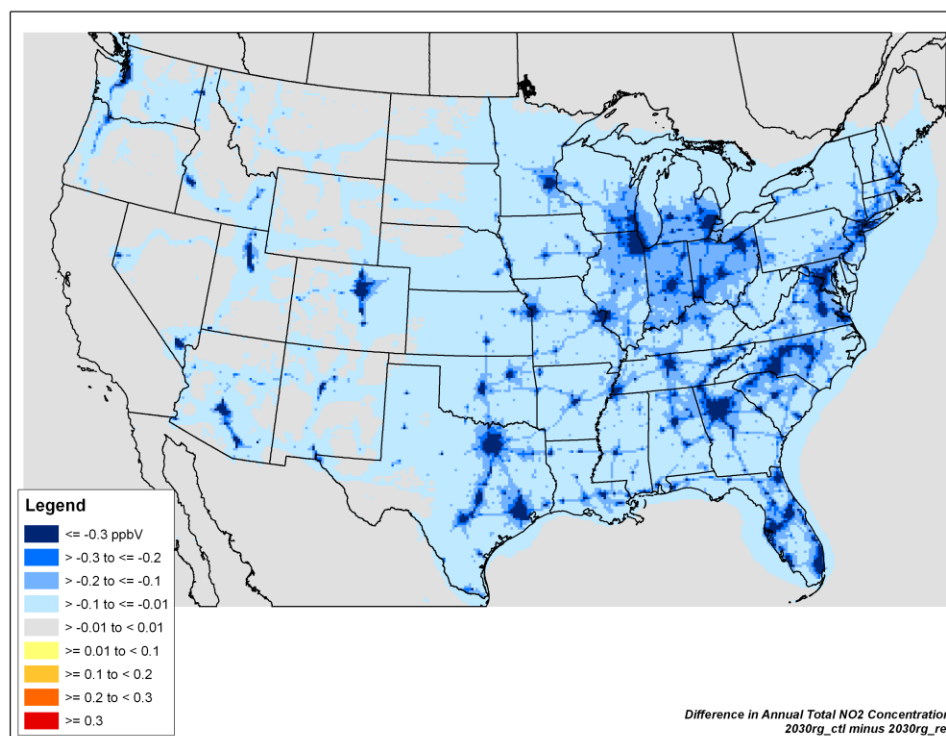 Legend
<= -0.3 ppbV
> -0.3 to <= -0.2
> -0.2 to <= -0.1
> -0.1 to <= -0.01
> -0.01 to < 0.01
>= 0.01 to < 0.1
>= 0.1 to < 0.2
>= 0.2 to < 0.3
>= 0.3
Difference in Annual Total NO2 Concentration
2030rg_ctl minus 2030rg_re